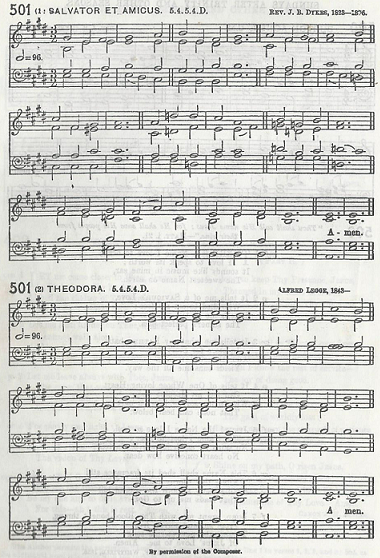 501 (1) SALVATOR ET AMICUS. 5.4.5.4.D. REV. J. B. DYKES, 1823–1876.
♩=96.
A - men.
501 (2) THEODORA. 5.4.5.4.D. ALFRED LEGGE, 1843–
♩=96.
A men.
By permission of the Composer.